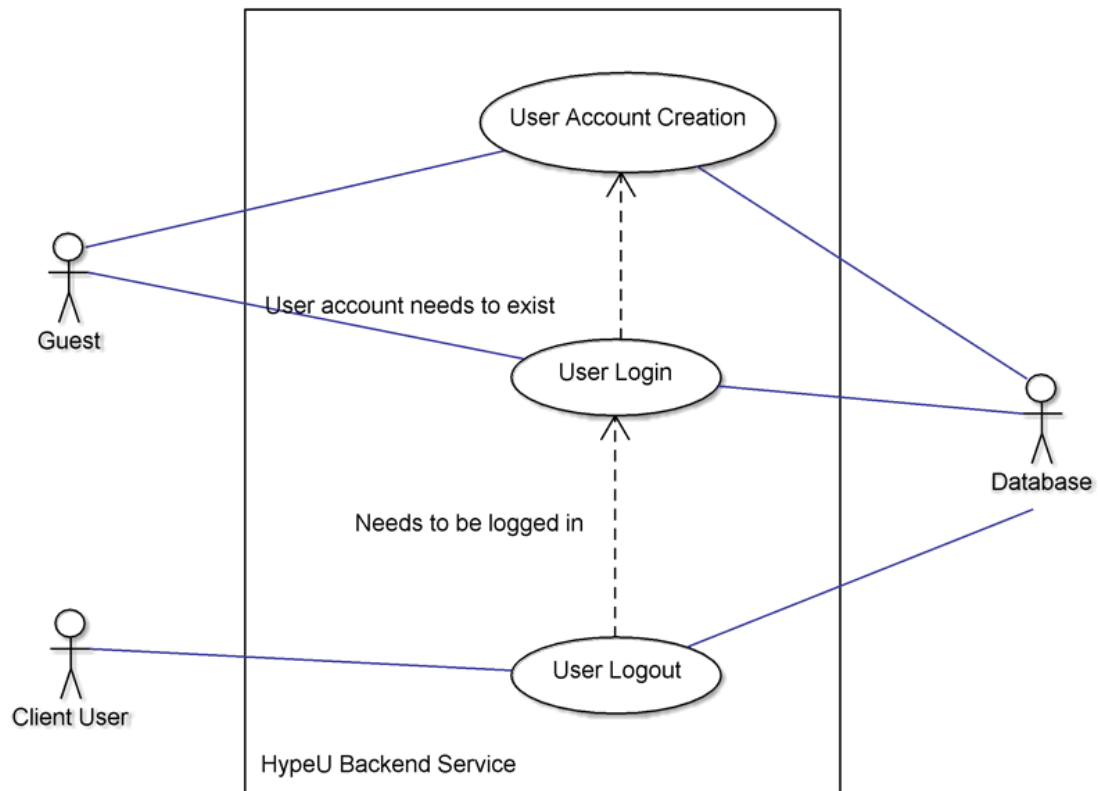 User Account Creation
User account needs to exist
Guest
User Login
Database
Needs to be logged in
User Logout
Client User
HypeU Backend Service